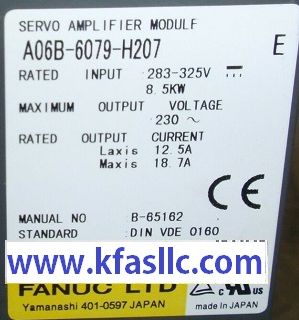 SERVO AMPLIFIER MODULE
A06B-6079-H207 E
RATED INPUT 283-325V ⎓
8.5KW
MAXIMUM OUTPUT VOLTAGE
230 ~
RATED OUTPUT CURRENT
Laxis 12.5A
Maxis 18.7A
CE
MANUAL NO B-65162
STANDARD : DIN VDE 0160
www.kfasllc.com
FANUC LTD
Yamanashi 401-0597 JAPAN
made In JAPAN